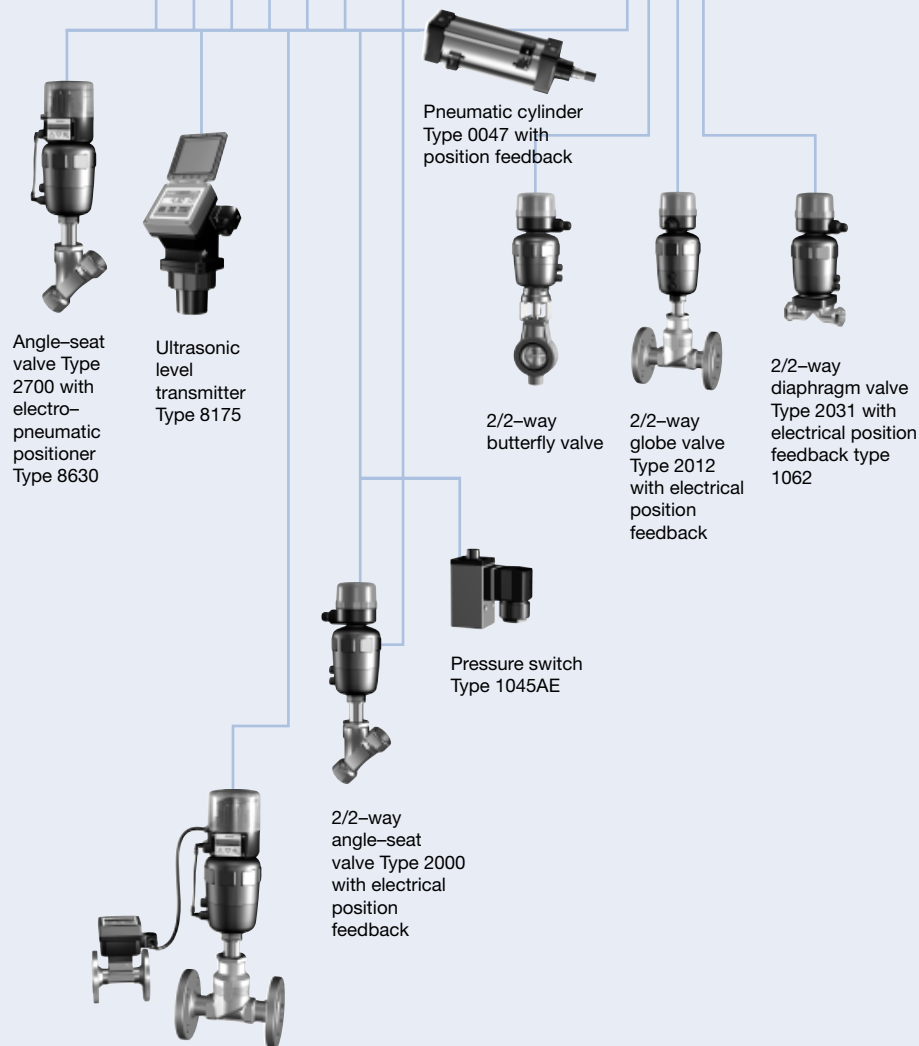 Pneumatic cylinder
Type 0047 with
position feedback
Angle–seat
valve Type
2700 with
electro–
pneumatic
positioner
Type 8630
Ultrasonic
level
transmitter
Type 8175
2/2–way
butterfly valve
2/2–way
globe valve
Type 2012
with electrical
position
feedback
2/2–way
diaphragm valve
Type 2031 with
electrical position
feedback type
1062
Pressure switch
Type 1045AE
2/2–way
angle–seat
valve Type 2000
with electrical
position
feedback